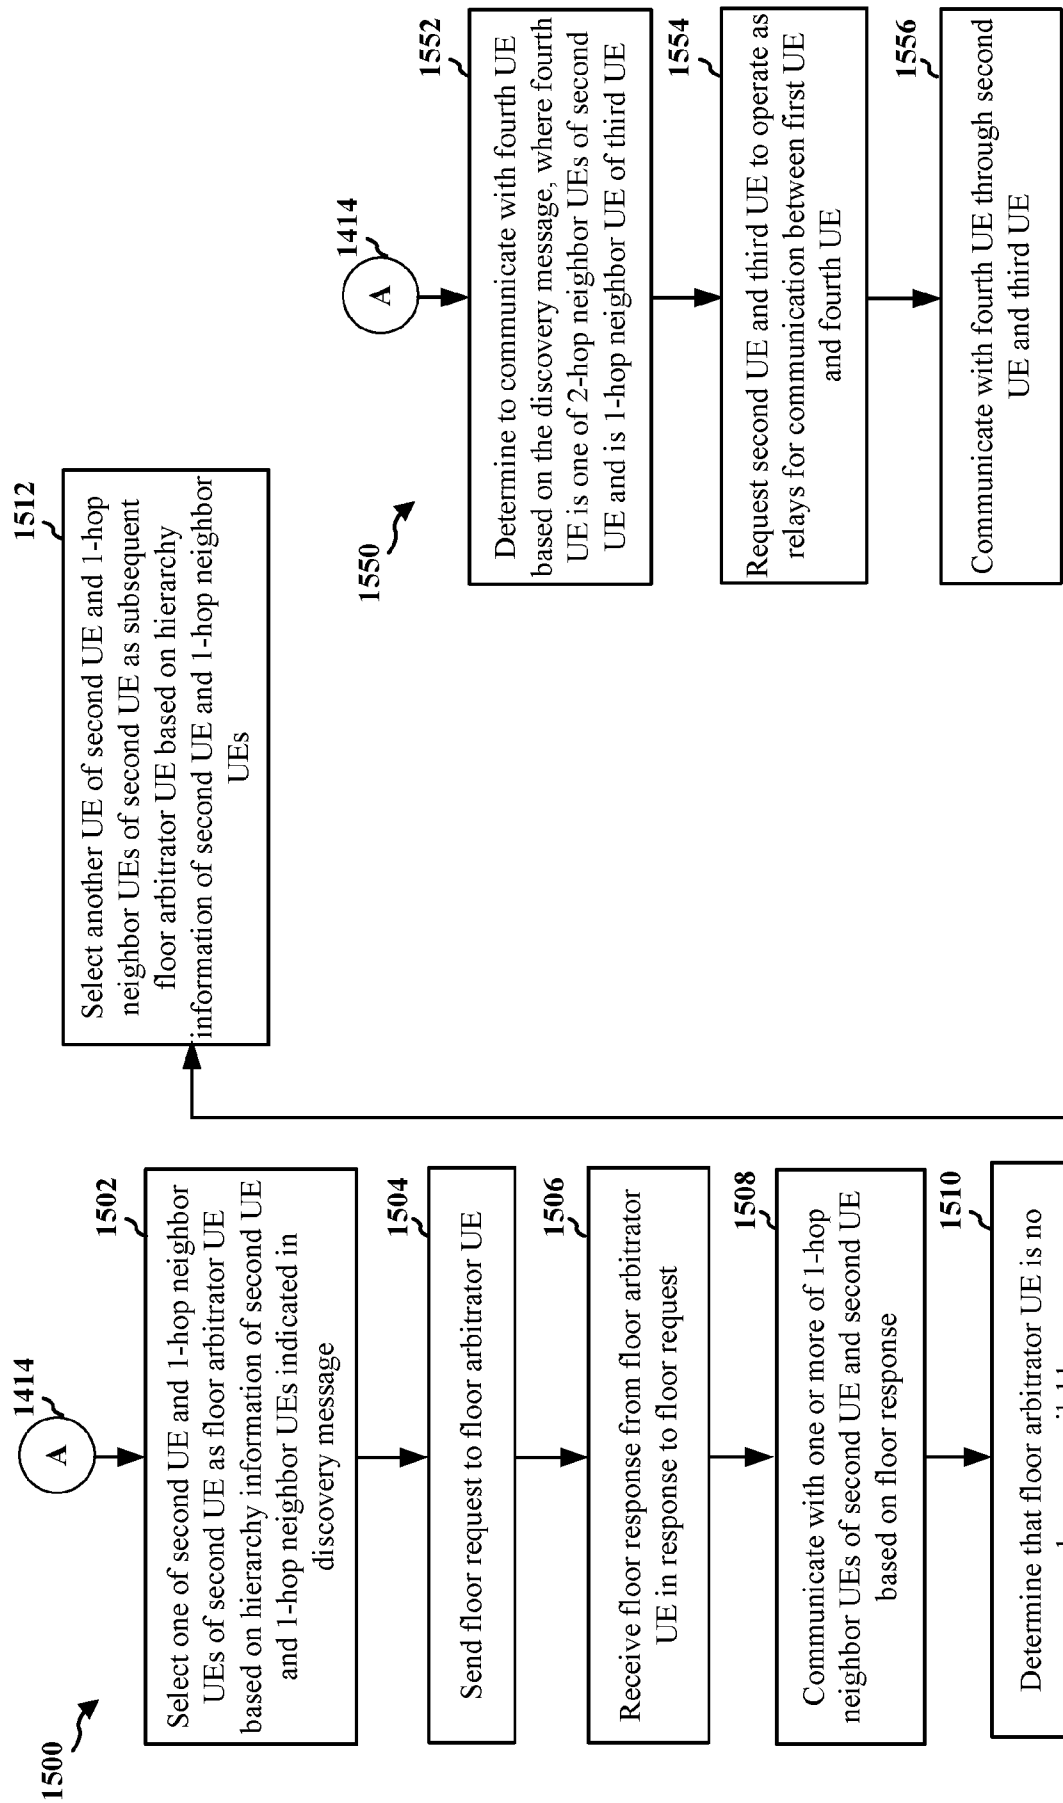 1500
A
1414
1502
Select one of second UE and 1-hop neighbor
UEs of second UE as floor arbitrator UE
based on hierarchy information of second UE
and 1-hop neighbor UEs indicated in
discovery message
1504
Send floor request to floor arbitrator UE
1506
Receive floor response from floor arbitrator
UE in response to floor request
1508
Communicate with one or more of 1-hop
neighbor UEs of second UE and second UE
based on floor response
1510
Determine that floor arbitrator UE is no
1512
Select another UE of second UE and 1-hop
neighbor UEs of second UE as subsequent
floor arbitrator UE based on hierarchy
information of second UE and 1-hop neighbor
UEs
1550
A
1414
1552
Determine to communicate with fourth UE
based on the discovery message, where fourth
UE is one of 2-hop neighbor UEs of second
UE and is 1-hop neighbor UE of third UE
1554
Request second UE and third UE to operate as
relays for communication between first UE
and fourth UE
1556
Communicate with fourth UE through second
UE and third UE